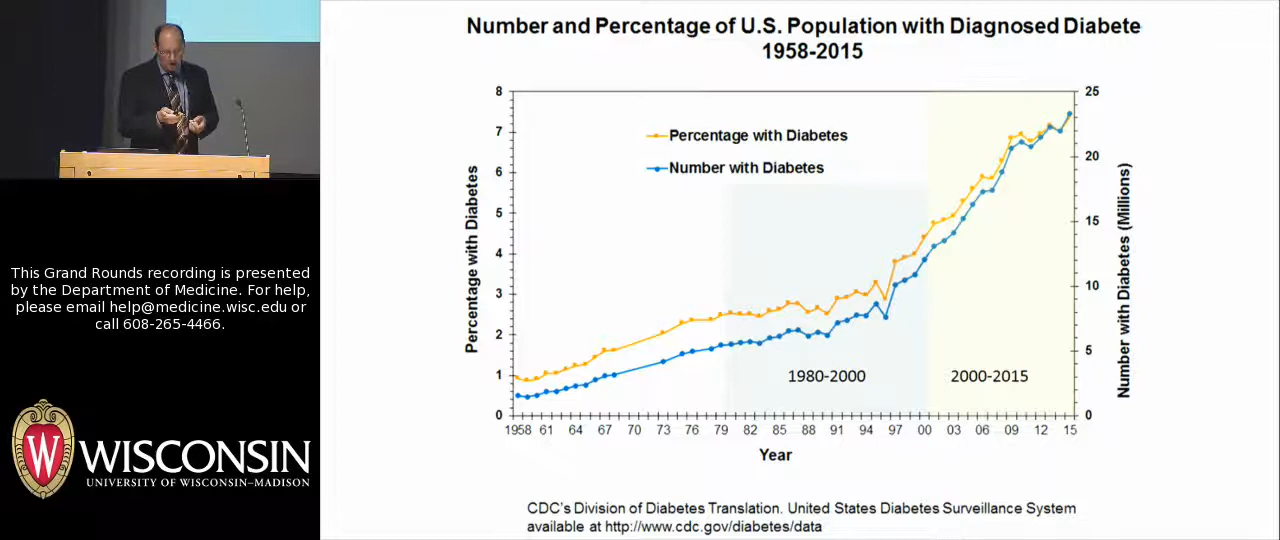 Number and Percentage of U.S. Population with Diagnosed Diabete
1958-2015
8
7
6
5
4
3
2
1
0
Percentage with Diabetes
Percentage with Diabetes
Number with Diabetes
1980-2000
2000-2015
25
20
15
10
5
0
Number with Diabetes (Millions)
1958 61 64 67 70 73 76 79 82 85 88 91 94 97 00 03 06 09 12 15
Year
CDC's Division of Diabetes Translation. United States Diabetes Surveillance System
available at http://www.cdc.gov/diabetes/data
This Grand Rounds recording is presented
by the Department of Medicine. For help,
please email help@medicine.wisc.edu or
call 608-265-4466.
W
WISCONSIN
UNIVERSITY OF WISCONSIN–MADISON